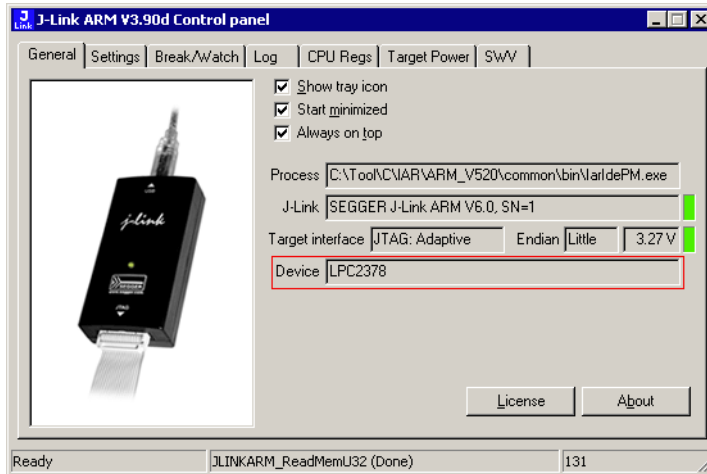 J-Link ARM V3.90d Control panel
General Settings Break/Watch Log CPU Regs Target Power SWV
Show tray icon
Start minimized
Always on top
Process C:\Tool\C\IAR\ARM_V520\common\bin\IarIdePM.exe
J-Link SEGGER J-Link ARM V6.0, SN=1
Target interface JTAG: Adaptive Endian Little 3.27 V
Device LPC2378
USB
J-Link
SEGGER
JTAG
License About
Ready JLINKARM_ReadMemU32 (Done) 131